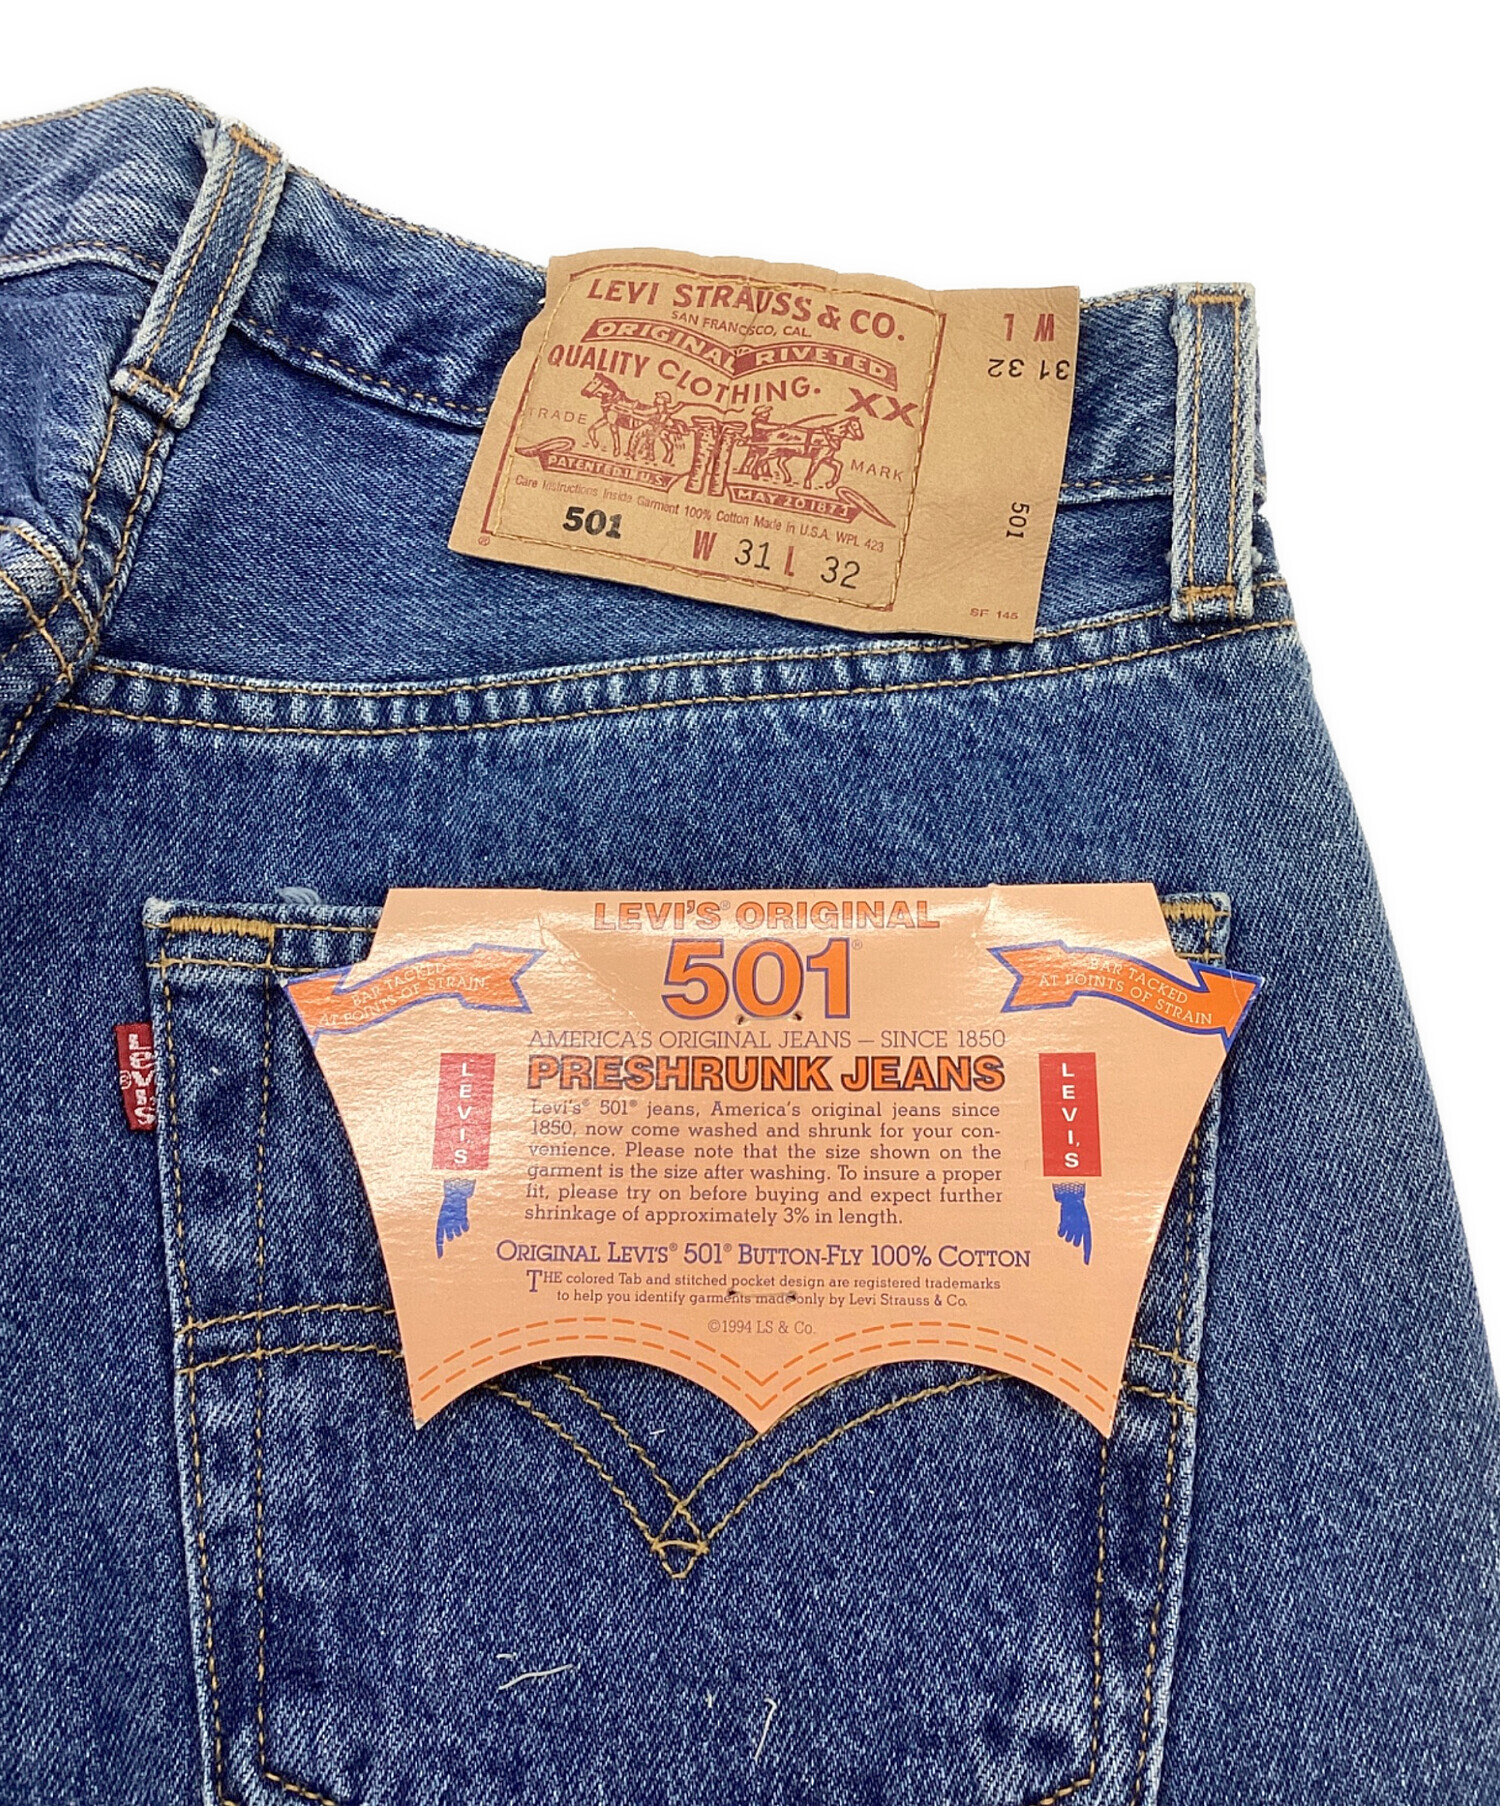 LEVI STRAUSS & CO.
SAN FRANCISCO, CAL.
ORIGINAL RIVETED
QUALITY CLOTHING.
XX
TRADE MARK
PATENTED IN U.S. MAY 20 1873
Care Instructions Inside Garment 100% Cotton Made in U.S.A. WPL 423
501 W 31 L 32
®
W L
31 32
501
SF 145
LEVI'S® ORIGINAL
501®
BAR TACKED
AT POINTS OF STRAIN
BAR TACKED
AT POINTS OF STRAIN
AMERICA'S ORIGINAL JEANS — SINCE 1850
PRESHRUNK JEANS
LEVI'S
LEVI'S
Levi's® 501® jeans, America's original jeans since
1850, now come washed and shrunk for your con-
venience. Please note that the size shown on the
garment is the size after washing. To insure a proper
fit, please try on before buying and expect further
shrinkage of approximately 3% in length.
ORIGINAL LEVI'S® 501® BUTTON-FLY 100% COTTON
THE colored Tab and stitched pocket design are registered trademarks
to help you identify garments made only by Levi Strauss & Co.
©1994 LS & Co.
LEVI'S®